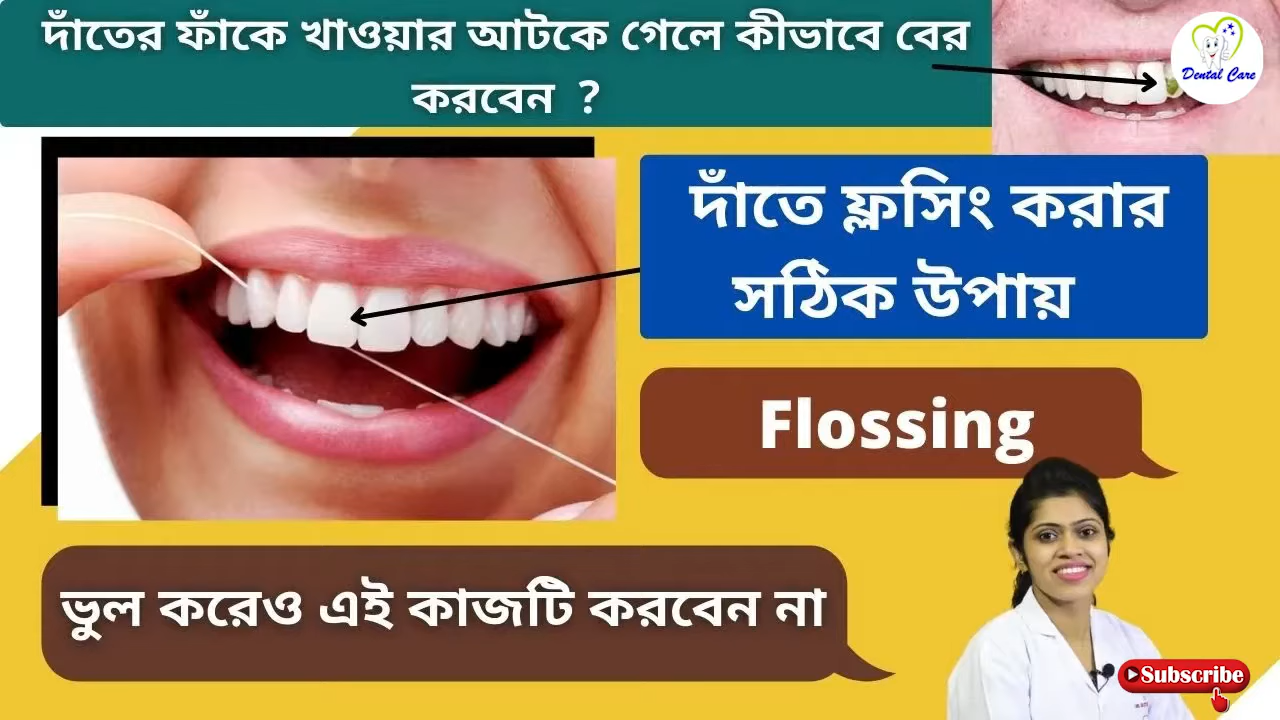 দাঁতের ফাঁকে খাওয়ার আটকে গেলে কীভাবে বের
করবেন ?
Dental Care
দাঁতে ফ্লসিং করার
সঠিক উপায়
Flossing
ভুল করেও এই কাজটি করবেন না
Subscribe